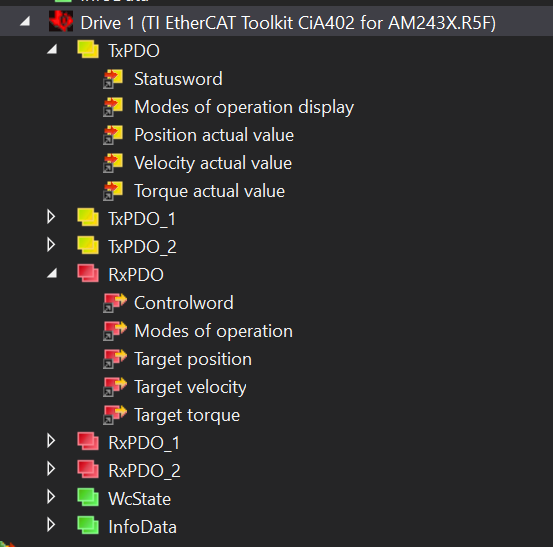 Drive 1 (TI EtherCAT Toolkit CiA402 for AM243X.R5F)
TxPDO
Statusword
Modes of operation display
Position actual value
Velocity actual value
Torque actual value
TxPDO_1
TxPDO_2
RxPDO
Controlword
Modes of operation
Target position
Target velocity
Target torque
RxPDO_1
RxPDO_2
WcState
InfoData